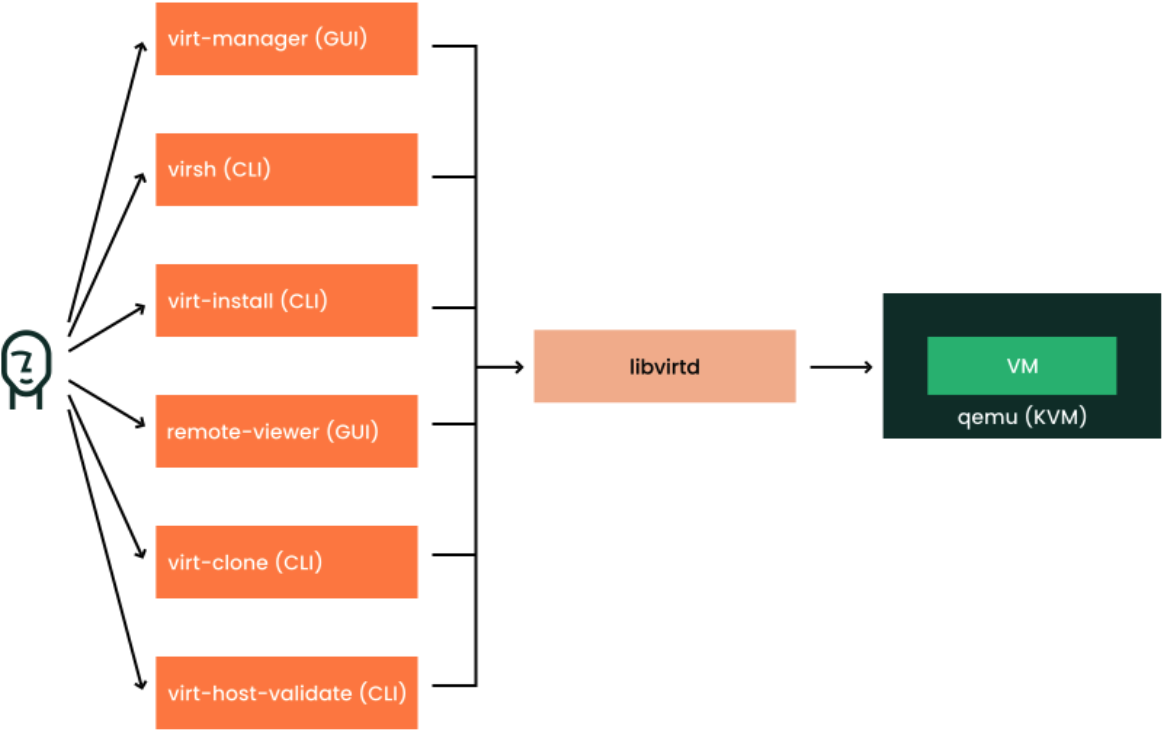 virt-manager (GUI)
virsh (CLI)
virt-install (CLI)
remote-viewer (GUI)
virt-clone (CLI)
virt-host-validate (CLI)
libvirtd
VM
qemu (KVM)